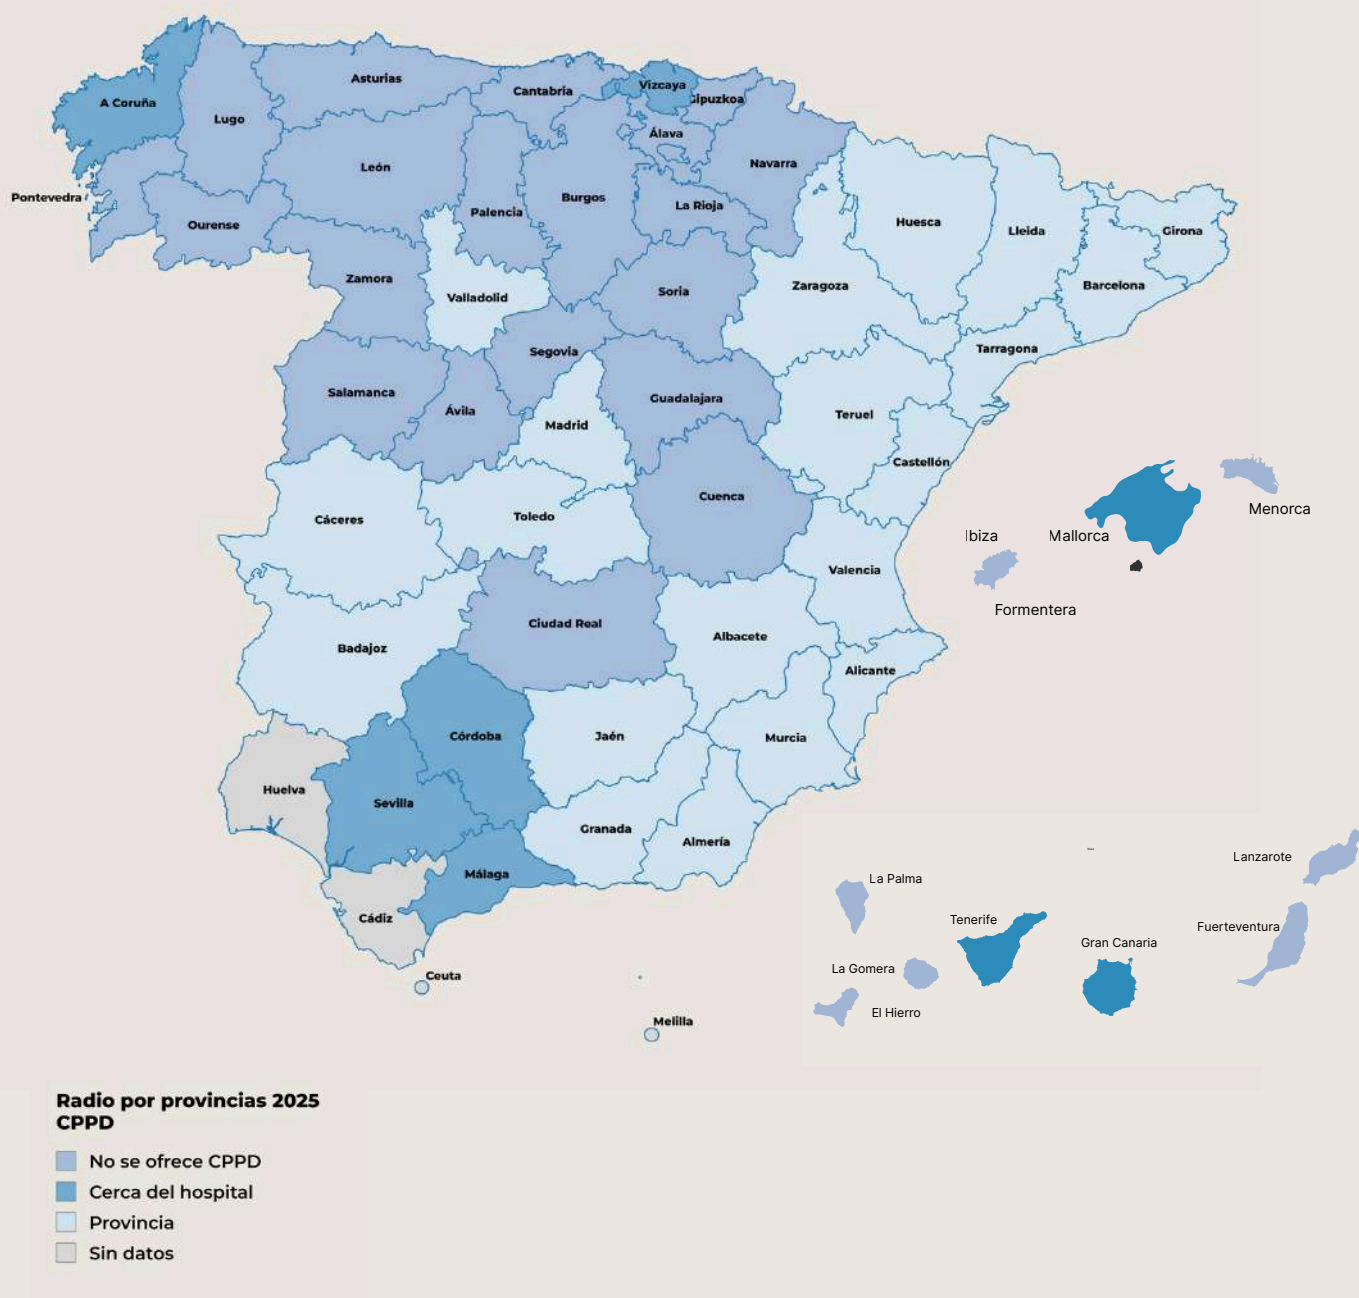 Asturias
Cantabria
Vizcaya
Gipuzkoa
A Coruña
Lugo
Álava
León
Navarra
Pontevedra
Ourense
Palencia
Burgos
La Rioja
Huesca
Lleida
Girona
Zamora
Valladolid
Soria
Zaragoza
Barcelona
Segovia
Tarragona
Salamanca
Ávila
Guadalajara
Madrid
Teruel
Castellón
Cáceres
Toledo
Cuenca
Menorca
Ibiza
Mallorca
Valencia
Formentera
Ciudad Real
Badajoz
Albacete
Alicante
Córdoba
Jaén
Murcia
Huelva
Sevilla
Granada
Almería
Málaga
Cádiz
Ceuta
Melilla
Lanzarote
La Palma
Tenerife
Fuerteventura
Gran Canaria
La Gomera
El Hierro
Radio por provincias 2025
CPPD
No se ofrece CPPD
Cerca del hospital
Provincia
Sin datos